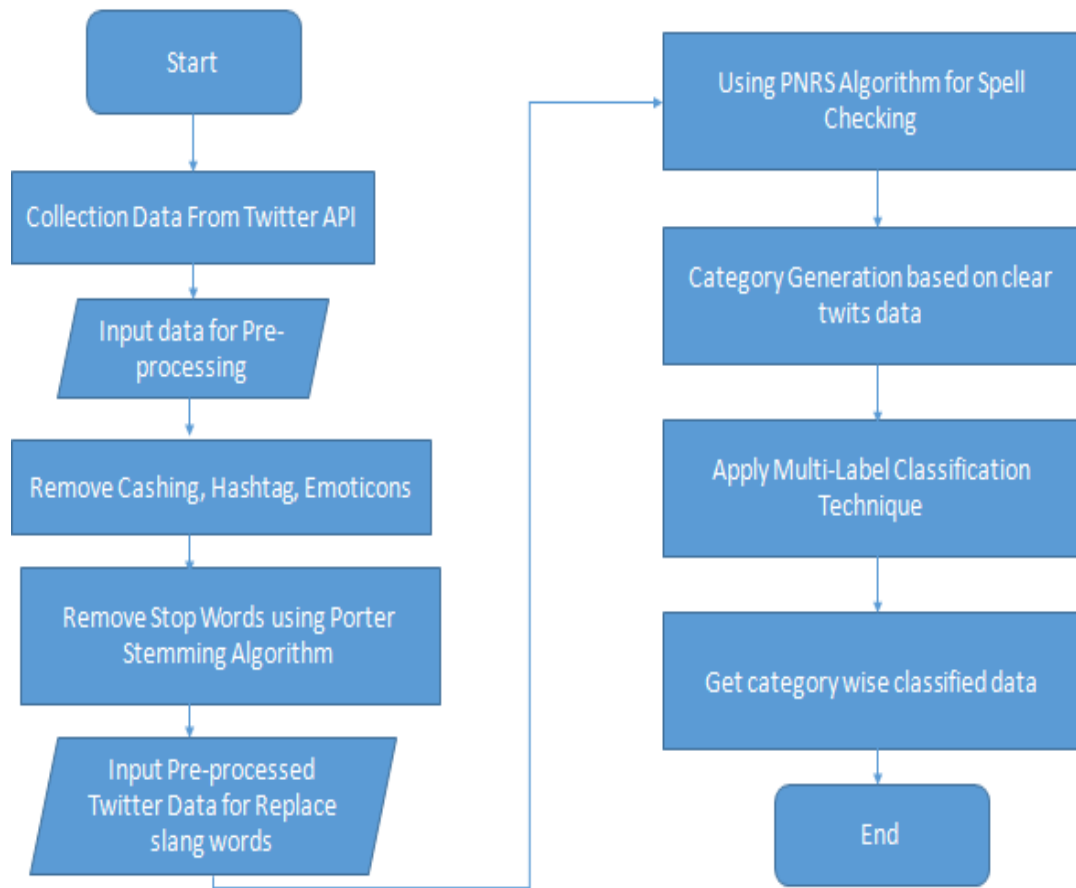 Start
Collection Data From Twitter API
Input data for Pre-
processing
Remove Cashing, Hashtag, Emoticons
Remove Stop Words using Porter
Stemming Algorithm
Input Pre-processed
Twitter Data for Replace
slang words
Using PNRS Algorithm for Spell
Checking
Category Generation based on clear
twits data
Apply Multi-Label Classification
Technique
Get category wise classified data
End